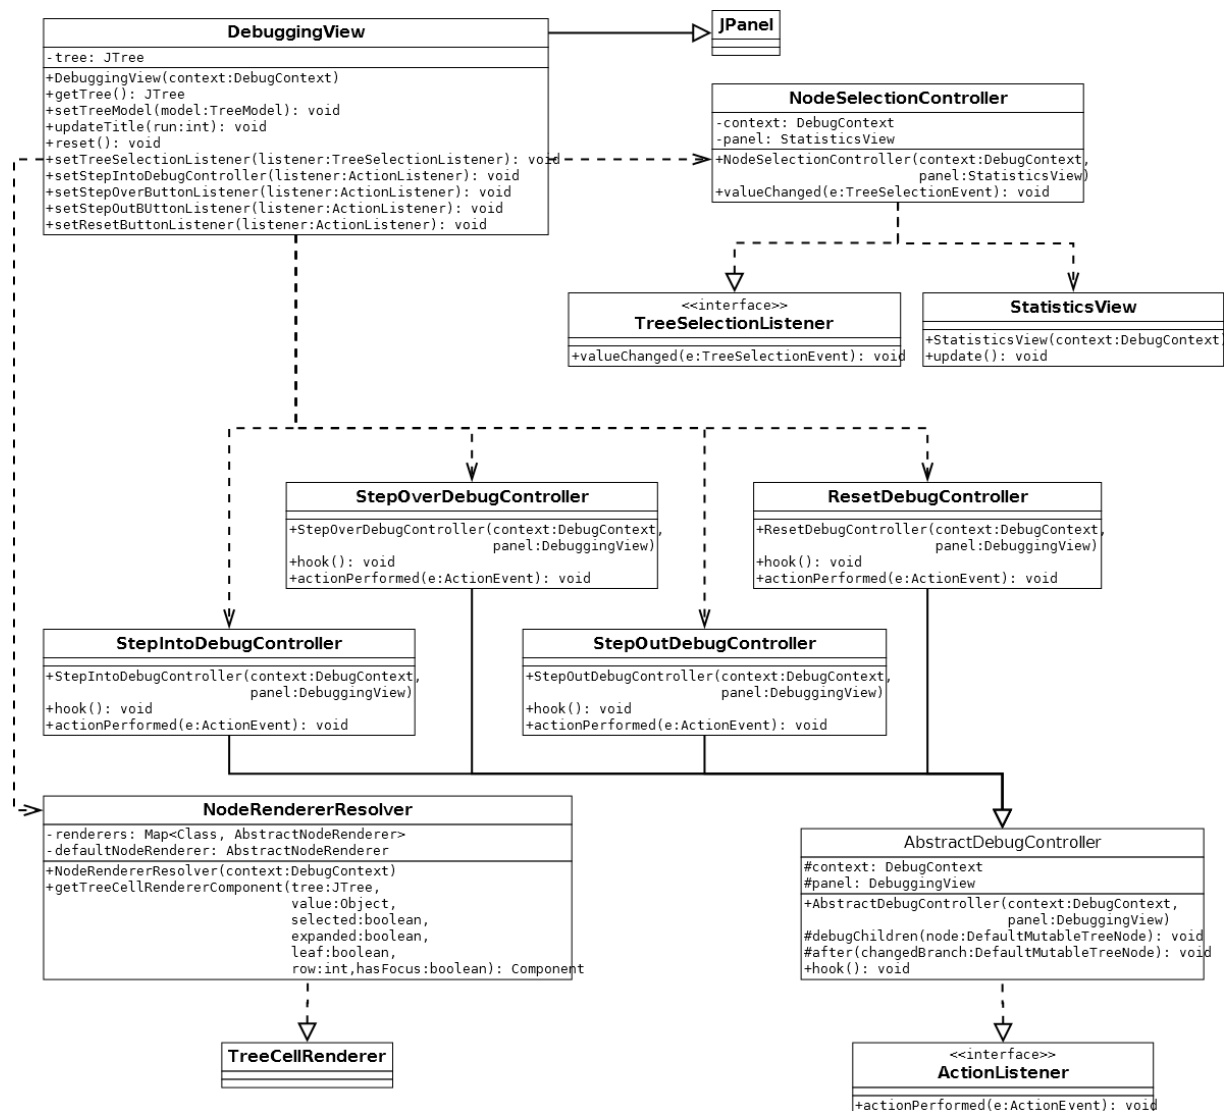 DebuggingView
-tree: JTree
+DebuggingView(context:DebugContext)
+getTree(): JTree
+setTreeModel(model:TreeModel): void
+updateTitle(run:int): void
+reset(): void
+setTreeSelectionListener(listener:TreeSelectionListener): void
+setStepIntoDebugController(listener:ActionListener): void
+setStepOverButtonListener(listener:ActionListener): void
+setStepOutBUttonListener(listener:ActionListener): void
+setResetButtonListener(listener:ActionListener): void
JPanel
NodeSelectionController
-context: DebugContext
-panel: StatisticsView
+NodeSelectionController(context:DebugContext,
panel:StatisticsView)
+valueChanged(e:TreeSelectionEvent): void
<<interface>>
TreeSelectionListener
+valueChanged(e:TreeSelectionEvent): void
StatisticsView
+StatisticsView(context:DebugContext)
+update(): void
StepOverDebugController
+StepOverDebugController(context:DebugContext,
panel:DebuggingView)
+hook(): void
+actionPerformed(e:ActionEvent): void
ResetDebugController
+ResetDebugController(context:DebugContext,
panel:DebuggingView)
+hook(): void
+actionPerformed(e:ActionEvent): void
StepIntoDebugController
+StepIntoDebugController(context:DebugContext,
panel:DebuggingView)
+hook(): void
+actionPerformed(e:ActionEvent): void
StepOutDebugController
+StepOutDebugController(context:DebugContext,
panel:DebuggingView)
+hook(): void
+actionPerformed(e:ActionEvent): void
NodeRendererResolver
-renderers: Map<Class, AbstractNodeRenderer>
-defaultNodeRenderer: AbstractNodeRenderer
+NodeRendererResolver(context:DebugContext)
+getTreeCellRendererComponent(tree:JTree,
value:Object,
selected:boolean,
expanded:boolean,
leaf:boolean,
row:int,hasFocus:boolean): Component
TreeCellRenderer
AbstractDebugController
#context: DebugContext
#panel: DebuggingView
+AbstractDebugController(context:DebugContext,
panel:DebuggingView)
#debugChildren(node:DefaultMutableTreeNode): void
#after(changedBranch:DefaultMutableTreeNode): void
+hook(): void
<<interface>>
ActionListener
+actionPerformed(e:ActionEvent): void